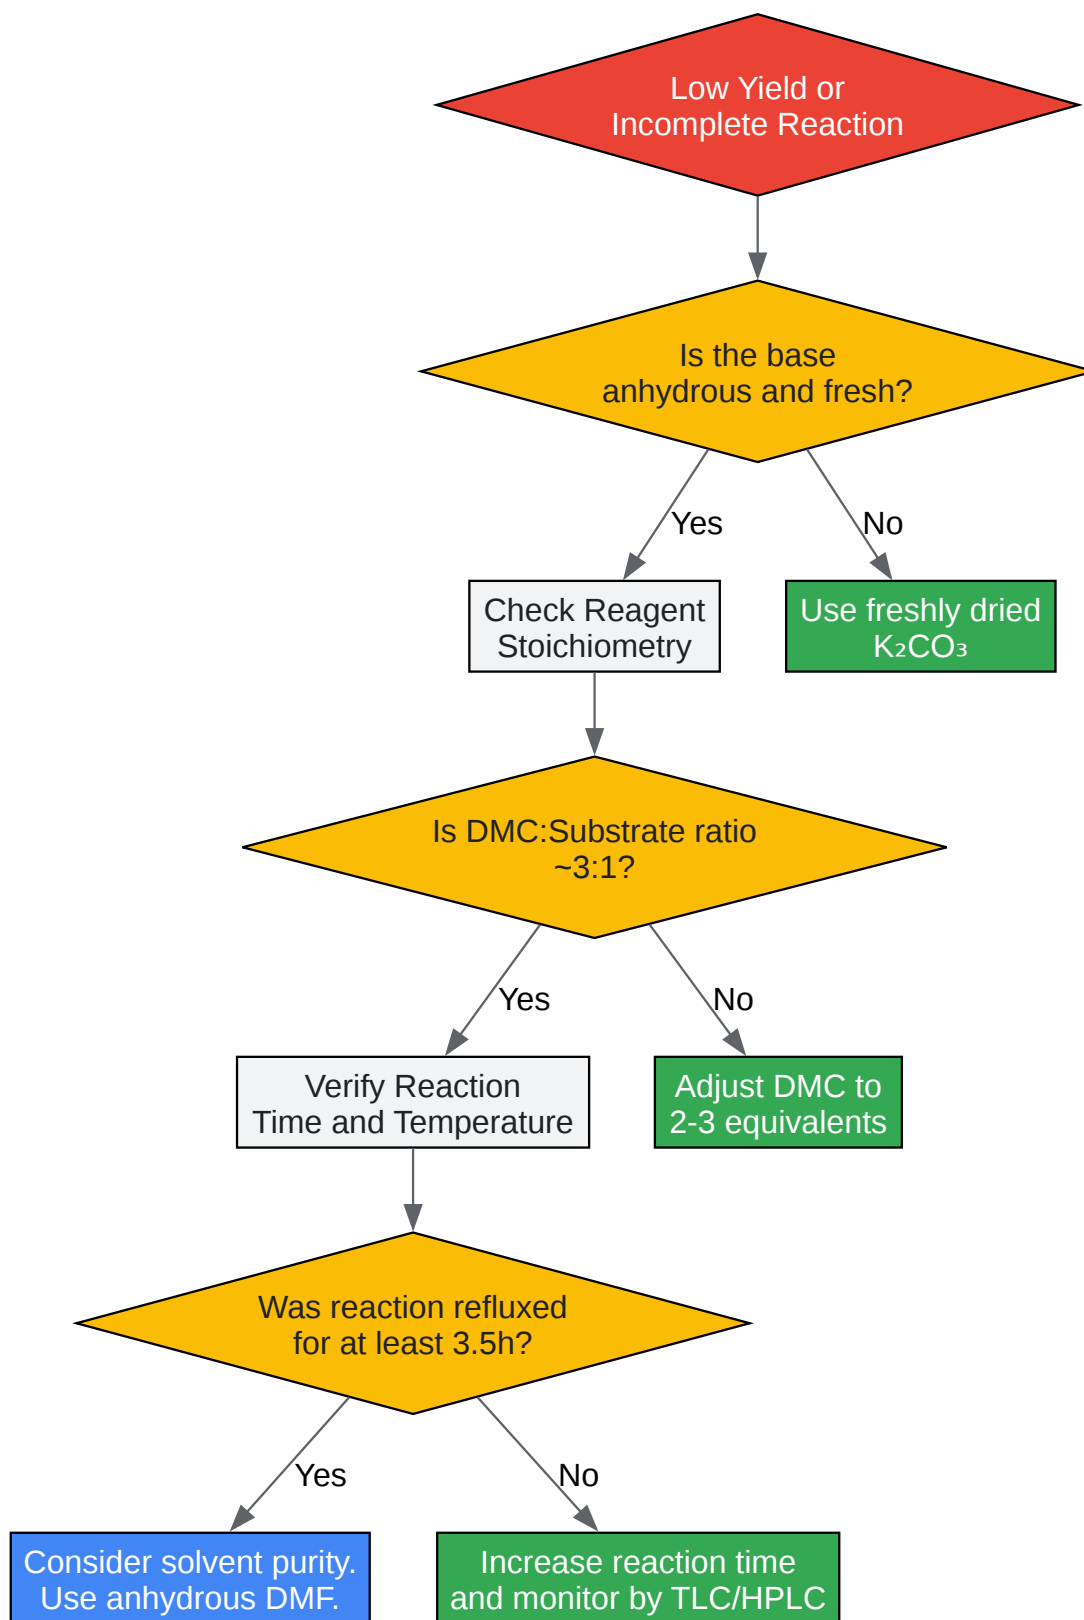 Low Yield or
Incomplete Reaction
Is the base
anhydrous and fresh?
Yes
No
Check Reagent
Stoichiometry
Use freshly dried
K₂CO₃
Is DMC:Substrate ratio
~3:1?
Yes
No
Verify Reaction
Time and Temperature
Adjust DMC to
2-3 equivalents
Was reaction refluxed
for at least 3.5h?
Yes
No
Consider solvent purity.
Use anhydrous DMF.
Increase reaction time
and monitor by TLC/HPLC